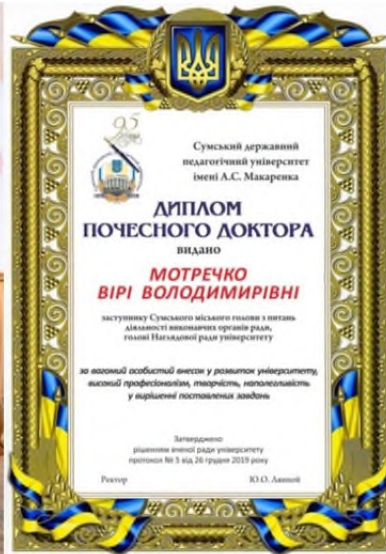 95
Сумський державний
педагогічний університет
імені А.С. Макаренка
ДИПЛОМ
ПОЧЕСНОГО ДОКТОРА
видано
МОТРЕЧКО
ВІРІ ВОЛОДИМИРІВНІ
заступнику Сумського міського голови з питань
діяльності виконавчих органів ради,
голові Наглядової ради університету
за вагомий особистий внесок у розвиток університету,
високий професіоналізм, творчість, наполегливість
у вирішенні поставлених завдань
Затверджено
рішенням вченої ради університету
протокол № 5 від 26 грудня 2019 року
Ректор Ю.О. Лянной